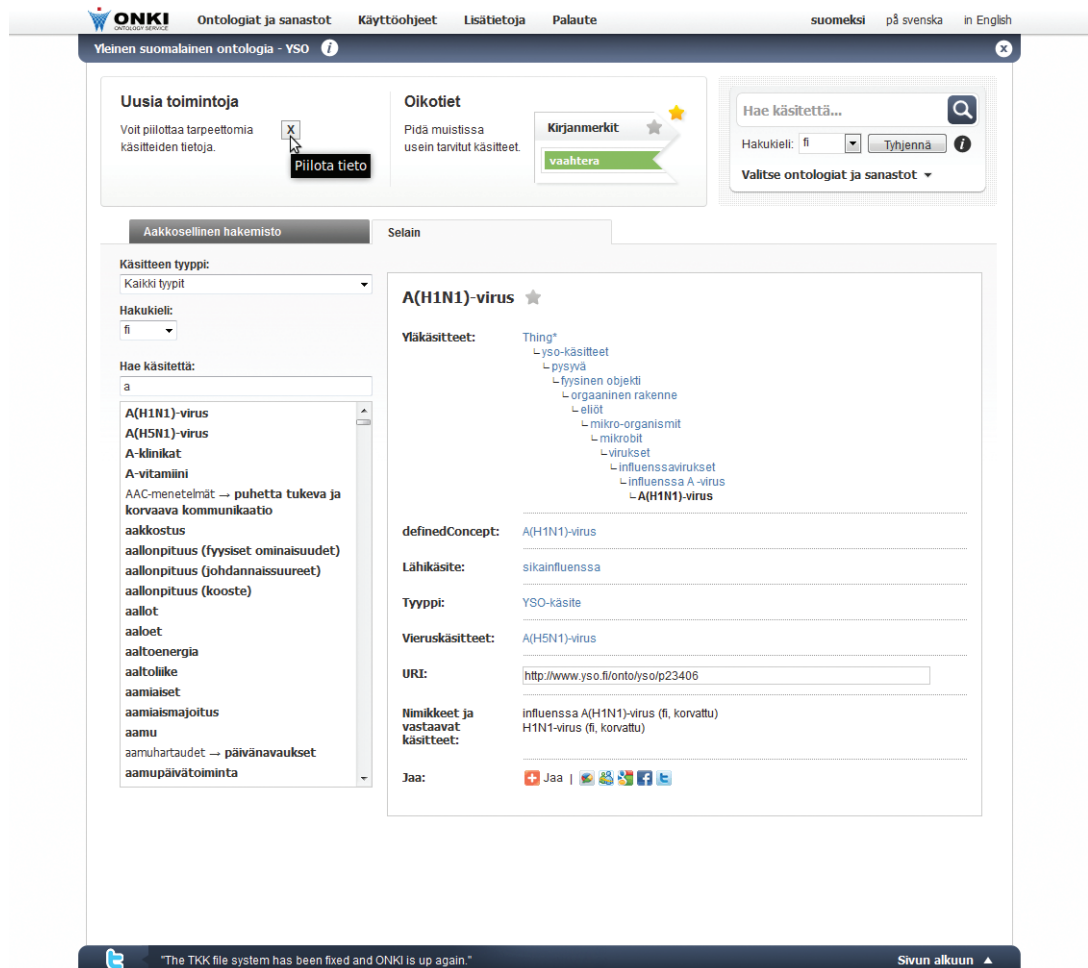 ONKI
ONTOLOGY SERVICE
Ontologiat ja sanastot Käyttöohjeet Lisätietoja Palaute
suomeksi på svenska in English
Yleinen suomalainen ontologia - YSO i
x
Uusia toimintoja
Voit piilottaa tarpeettomia
käsitteiden tietoja.
X
Piilota tieto
Oikotiet
Pidä muistissa
usein tarvitut käsitteet.
Kirjanmerkit
vaahtera
Hae käsitettä...
Hakukieli: fi Tyhjennä i
Valitse ontologiat ja sanastot
Aakkosellinen hakemisto
Selain
Käsitteen tyyppi:
Kaikki tyypit
Hakukieli:
fi
Hae käsitettä:
a
A(H1N1)-virus
A(H5N1)-virus
A-klinikat
A-vitamiini
AAC-menetelmät → puhetta tukeva ja
korvaava kommunikaatio
aakkostus
aallonpituus (fyysiset ominaisuudet)
aallonpituus (johdannaissuureet)
aallonpituus (kooste)
aallot
aaloet
aaltoenergia
aaltoliike
aamiaiset
aamiaismajoitus
aamu
aamuhartaudet → päivänavaukset
aamupäivätoiminta
A(H1N1)-virus
Yläkäsitteet: Thing*
yso-käsitteet
pysyvä
fyysinen objekti
orgaaninen rakenne
eliöt
mikro-organismit
mikrobit
virukset
influenssavirukset
influenssa A -virus
A(H1N1)-virus
definedConcept: A(H1N1)-virus
Lähikäsite: sikainfluenssa
Tyyppi: YSO-käsite
Vieruskäsitteet: A(H5N1)-virus
URI: http://www.yso.fi/onto/yso/p23406
Nimikkeet ja
vastaavat
käsitteet:
influenssa A(H1N1)-virus (fi, korvattu)
H1N1-virus (fi, korvattu)
Jaa: Jaa |
"The TKK file system has been fixed and ONKI is up again."
Sivun alkuun ▲